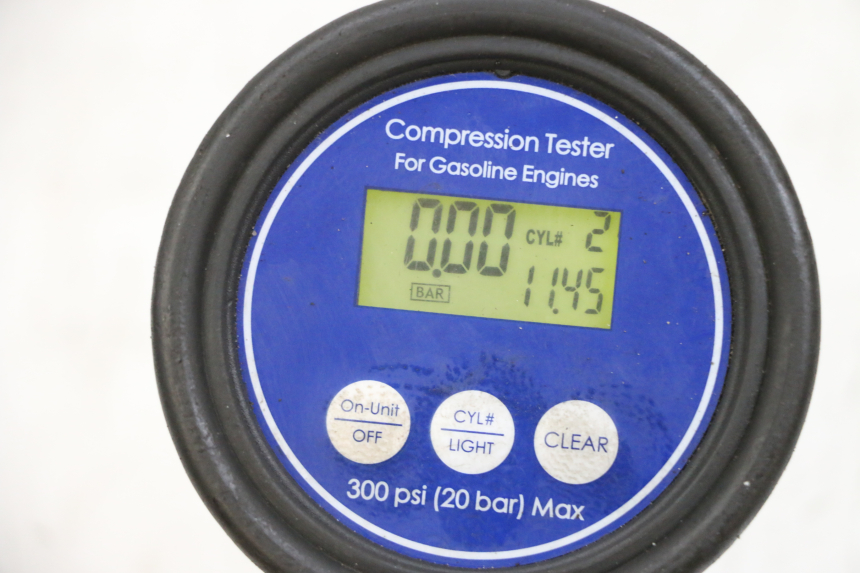 Compression Tester
For Gasoline Engines
0.00 CYL# 2
BAR 11.45
On-Unit
OFF
CYL#
LIGHT
CLEAR
300 psi (20 bar) Max